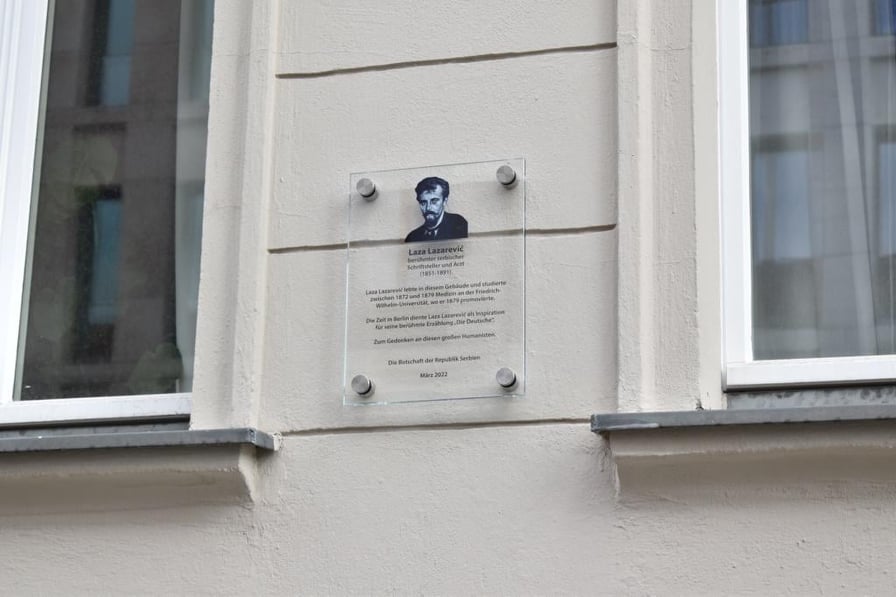 Laza Lazarević
berühmter serbischer
Schriftsteller und Arzt
(1851-1891)
Laza Lazarević lebte in diesem Gebäude und studierte
zwischen 1872 und 1879 Medizin an der Friedrich-
Wilhelm-Universität, wo er 1879 promovierte.
Die Zeit in Berlin diente Laza Lazarević als Inspiration
für seine berühmte Erzählung „Die Deutsche“.
Zum Gedenken an diesen großen Humanisten.
Die Botschaft der Republik Serbien
März 2022